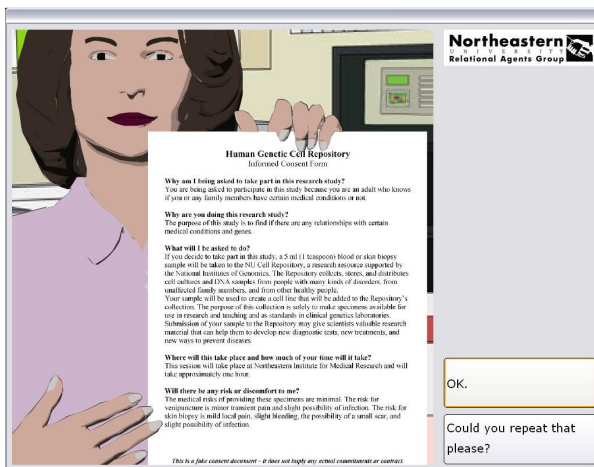 Northeastern
UNIVERSITY
Relational Agents Group
Human Genetic Cell Repository
Informed Consent Form
Why am I being asked to take part in this research study?
You are being asked to participate in this study because you are an adult who knows
if you or any family members have certain medical conditions or not.
Why are you doing this research study?
The purpose of this study is to find if there are any relationships with certain
medical conditions and genes.
What will I be asked to do?
If you decide to take part in this study, a 5 ml (1 teaspoon) blood or skin biopsy
sample will be taken to the NU Cell Repository, a research resource supported by
the National Institutes of Genomics. The Repository collects, stores, and distributes
cell cultures and DNA samples from people with many kinds of disorders, from
unaffected family members, and from other healthy people.
Your sample will be used to create a cell line that will be added to the Repository's
collection. The purpose of this collection is solely to make specimens available for
use in research and teaching and as standards in clinical genetics laboratories.
Submission of your sample to the Repository may give scientists valuable research
material that can help them to develop new diagnostic tests, new treatments, and
new ways to prevent diseases.
Where will this take place and how much of your time will it take?
This session will take place at Northeastern Institute for Medical Research and will
take approximately one hour.
Will there be any risk or discomfort to me?
The medical risks of providing these specimens are minimal. The risk for
venipuncture is minor transient pain and slight possibility of infection. The risk for
skin biopsy is mild local pain, slight bleeding, the possibility of a small scar, and
slight possibility of infection.
This is a fake consent document – it does not imply any actual commitments or contract.
OK.
Could you repeat that
please?